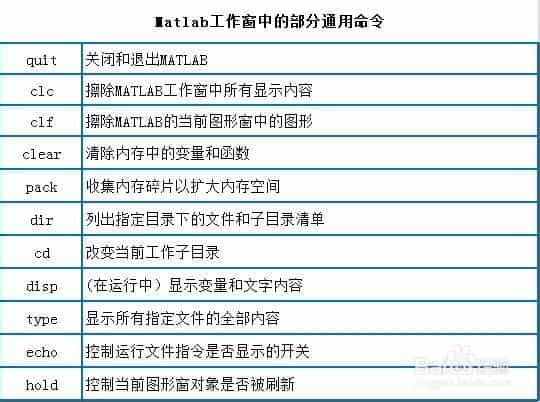 Matlab工作窗中的部分通用命令
quit 关闭和退出MATLAB
clc 擦除MATLAB工作窗中所有显示内容
clf 擦除MATLAB的当前图形窗中的图形
clear 清除内存中的变量和函数
pack 收集内存碎片以扩大内存空间
dir 列出指定目录下的文件和子目录清单
cd 改变当前工作子目录
disp (在运行中）显示变量和文字内容
type 显示所有指定文件的全部内容
echo 控制运行文件指令是否显示的开关
hold 控制当前图形窗对象是否被刷新